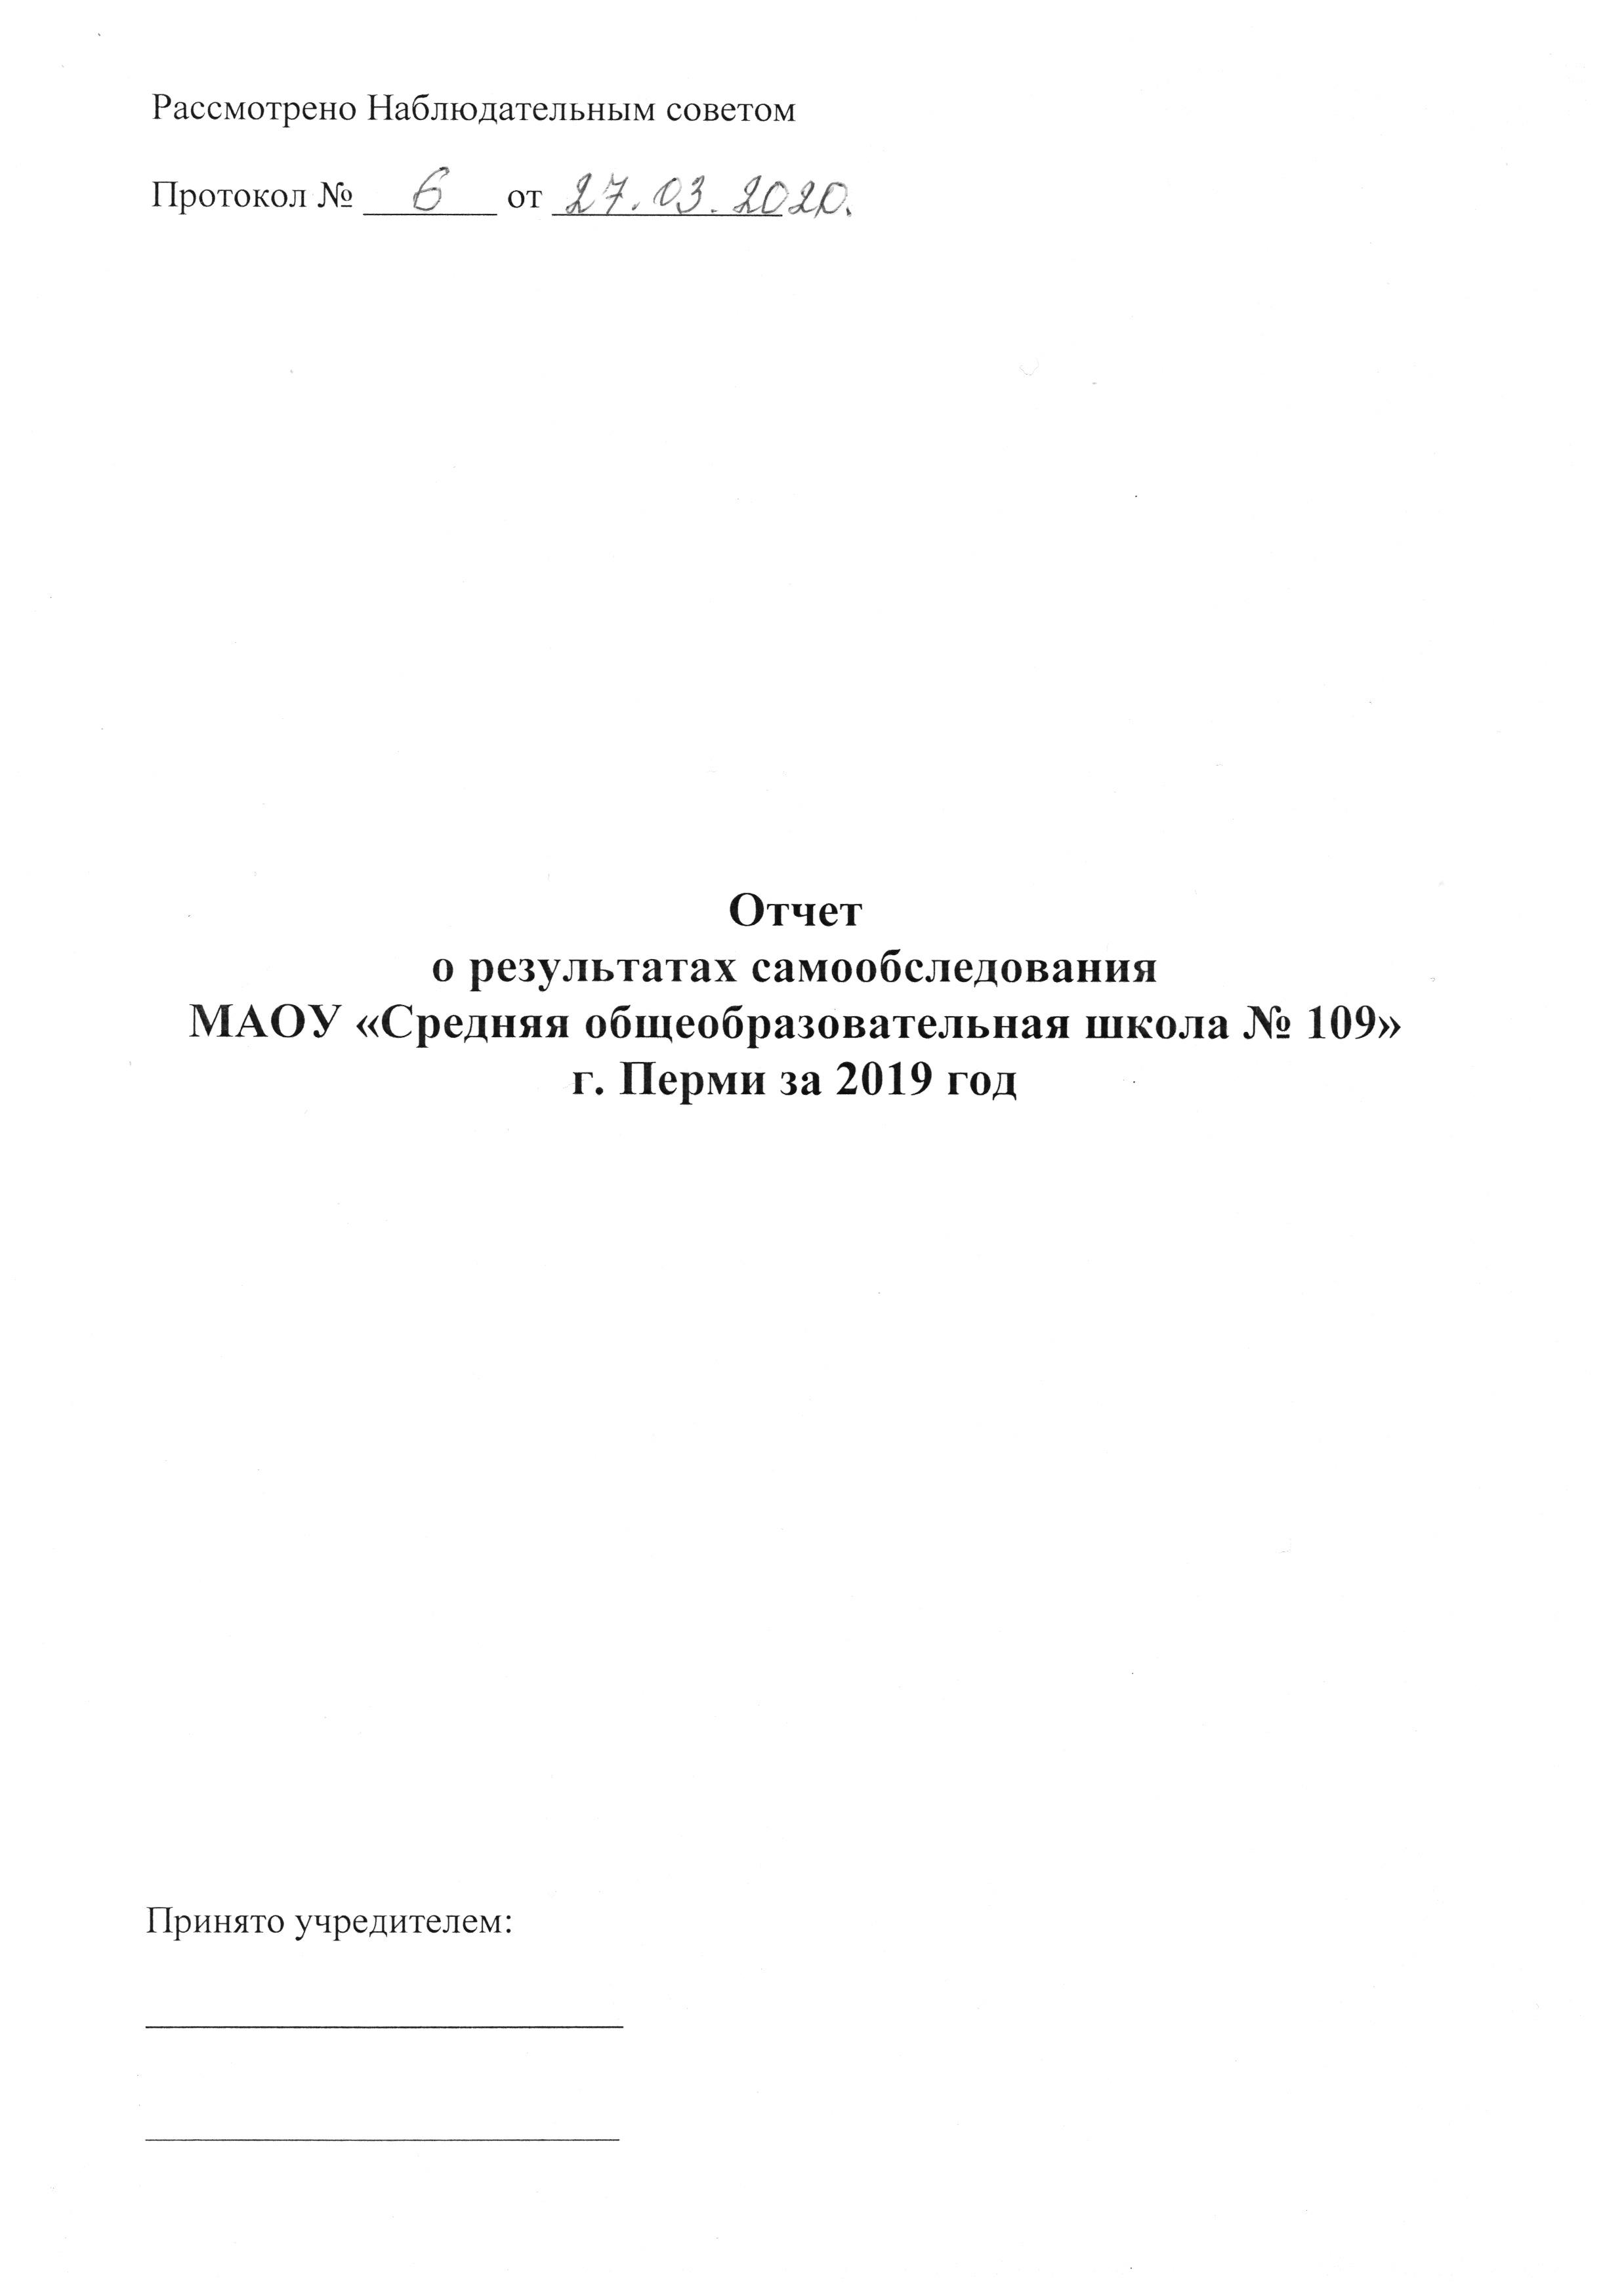 Рассмотрено Наблюдательным советом
Протокол № 6 от 27.03.2020.
Отчет
о результатах самообследования
МАОУ «Средняя общеобразовательная школа № 109»
г. Перми за 2019 год
Принято учредителем: